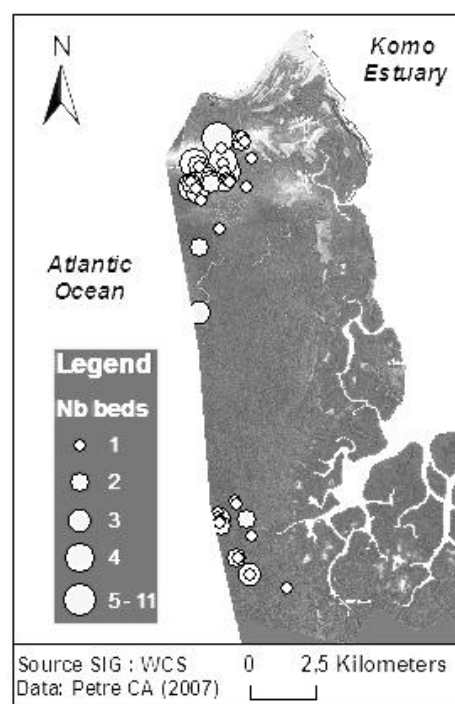 N
Komo
Estuary
Atlantic
Ocean
Legend
Nb beds
1
2
3
4
5 - 11
Source SIG : WCS
Data: Petre CA (2007)
0 2,5 Kilometers